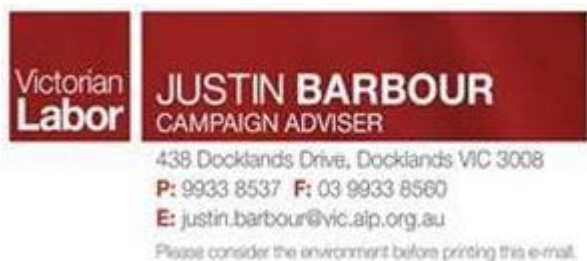 Victorian
Labor
JUSTIN BARBOUR
CAMPAIGN ADVISER
438 Docklands Drive, Docklands VIC 3008
P: 9933 8537 F: 03 9933 8560
E: justin.barbour@vic.alp.org.au
Please consider the environment before printing this e-mail.